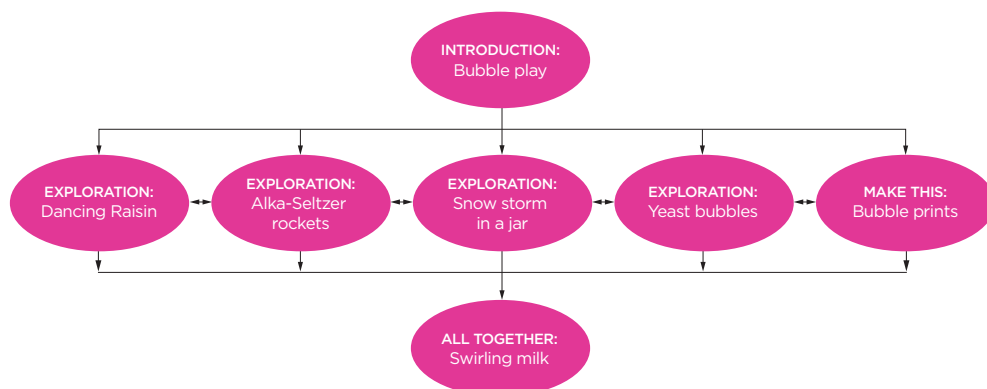 INTRODUCTION:
Bubble play
EXPLORATION:
Dancing Raisin
EXPLORATION:
Alka-Seltzer
rockets
EXPLORATION:
Snow storm
in a jar
EXPLORATION:
Yeast bubbles
MAKE THIS:
Bubble prints
ALL TOGETHER:
Swirling milk